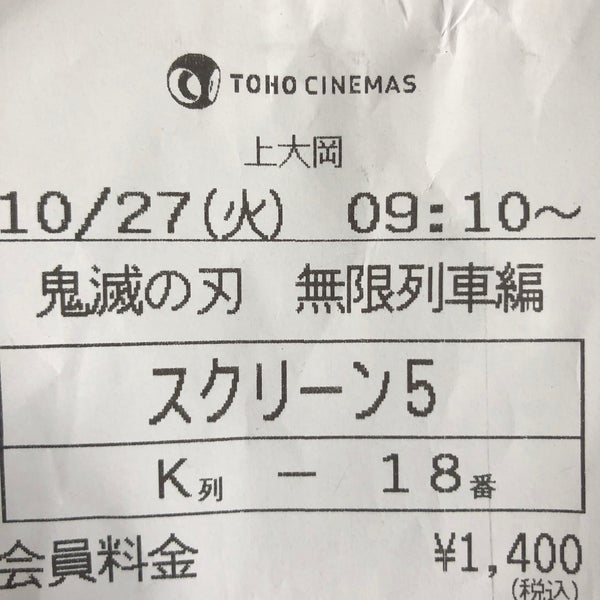 TOHO CINEMAS
上大岡
10/27(火) 09:10~
鬼滅の刃 無限列車編
スクリーン5
K列 - 18番
会員料金 ¥1,400
(税込)